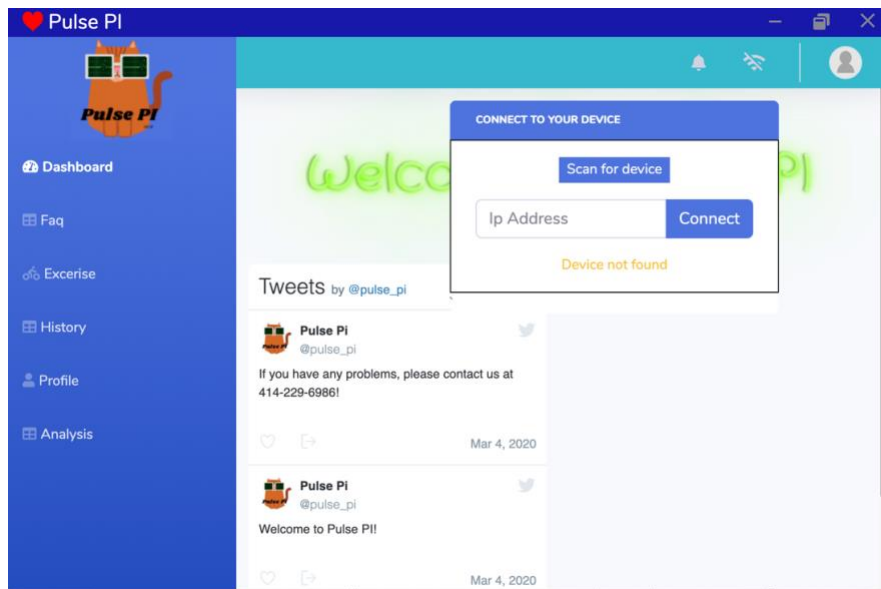 Pulse PI
Pulse PI
Dashboard
Faq
Excerise
History
Profile
Analysis
CONNECT TO YOUR DEVICE
Scan for device
Ip Address
Connect
Device not found
PI
Tweets by @pulse_pi
Pulse Pi
@pulse_pi
If you have any problems, please contact us at
414-229-6986!
Mar 4, 2020
Pulse Pi
@pulse_pi
Welcome to Pulse PI!
Mar 4, 2020